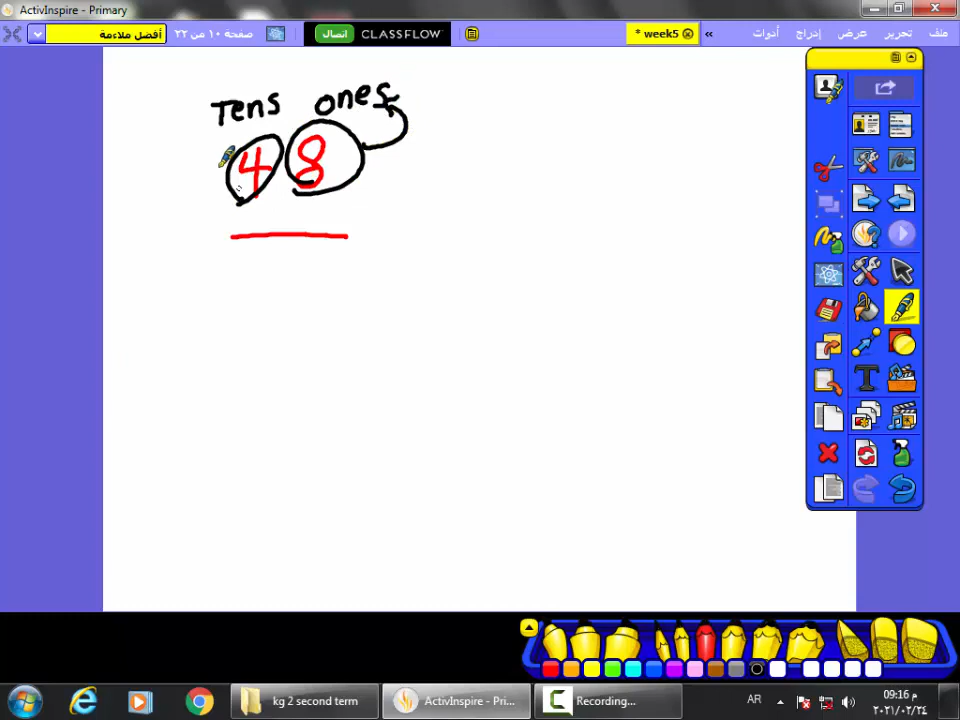 ActivInspire - Primary
أفضل ملاءمة
صفحة ١٠ من ٢٢
اتصال
CLASSFLOW
* week5
»
أدوات
إدراج
عرض
تحرير
ملف
Tens ones
48
kg 2 second term
ActivInspire - Pri...
Recording...
AR
09:16 م
٢٠٢١/٠٢/٢٤